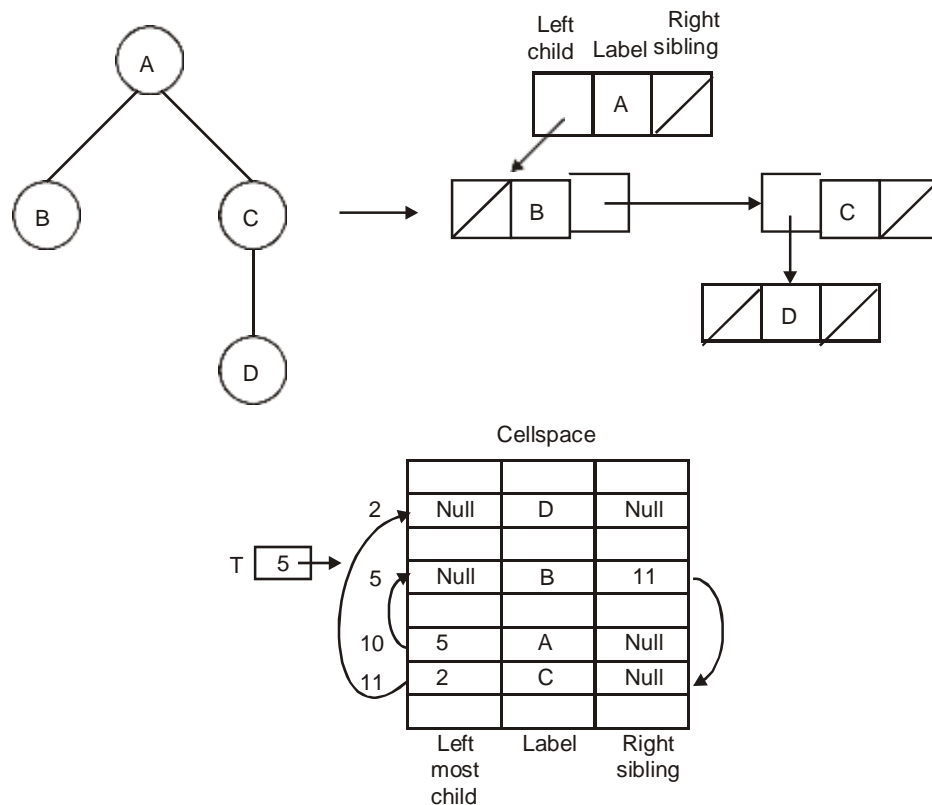 Left child
Label
Right sibling
A
A
B
C
B
C
D
D
Cellspace
2 Null D Null
T 5
5 Null B 11
10 5 A Null
11 2 C Null
Left most child
Label
Right sibling